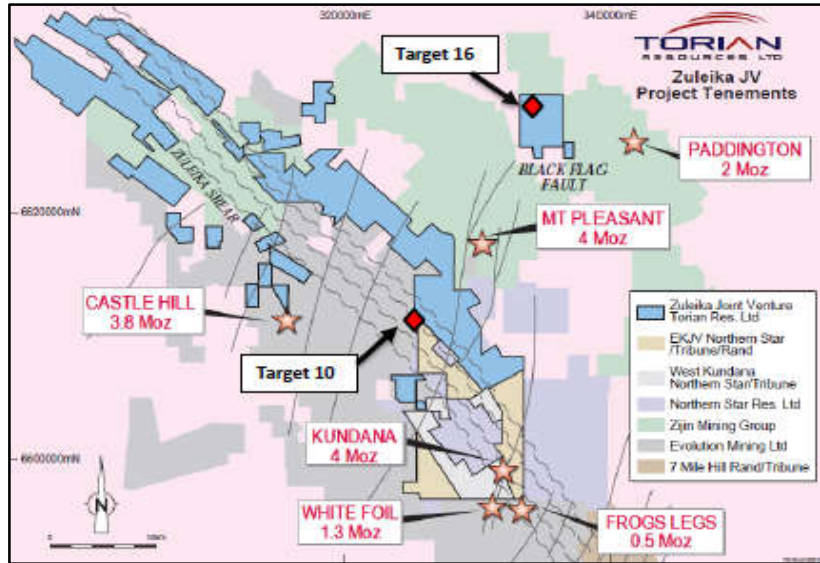 320000mE
340000mE
TORIAN
RESOURCES LTD
Zuleika JV
Project Tenements
Target 16
PADDINGTON
2 Moz
BLACK FLAG
FAULT
ZULEIKA SHEAR
6620000mN
MT PLEASANT
4 Moz
CASTLE HILL
3.8 Moz
Target 10
Zuleika Joint Venture
Torian Res. Ltd
EKJV Northern Star
/Tribune/Rand
West Kundana
Northern Star/Tribune
Northern Star Res. Ltd
Zijin Mining Group
Evolution Mining Ltd
7 Mile Hill Rand/Tribune
KUNDANA
4 Moz
6600000mN
N
WHITE FOIL
1.3 Moz
FROGS LEGS
0.5 Moz
0